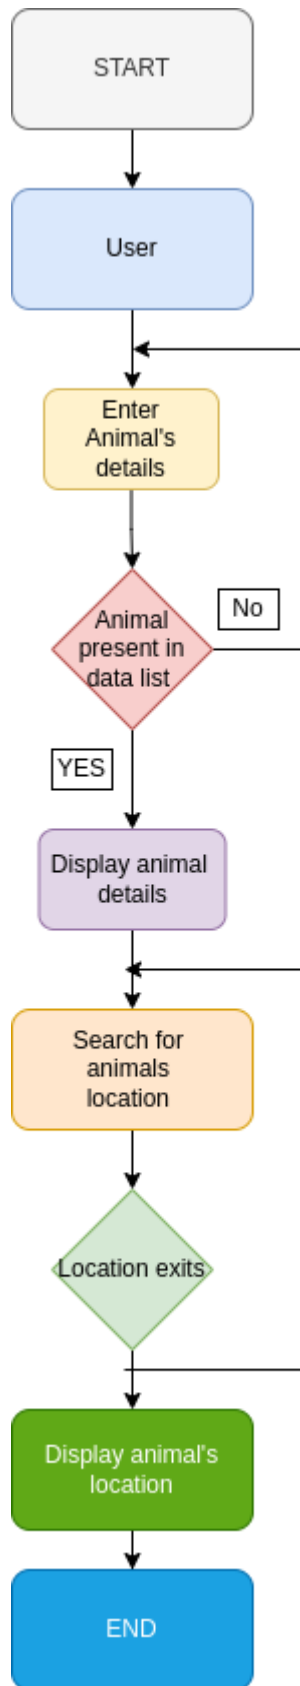 START
User
Enter
Animal's
details
Animal
present in
data list
No
YES
Display animal
details
Search for
animals
location
Location exits
Display animal's
location
END